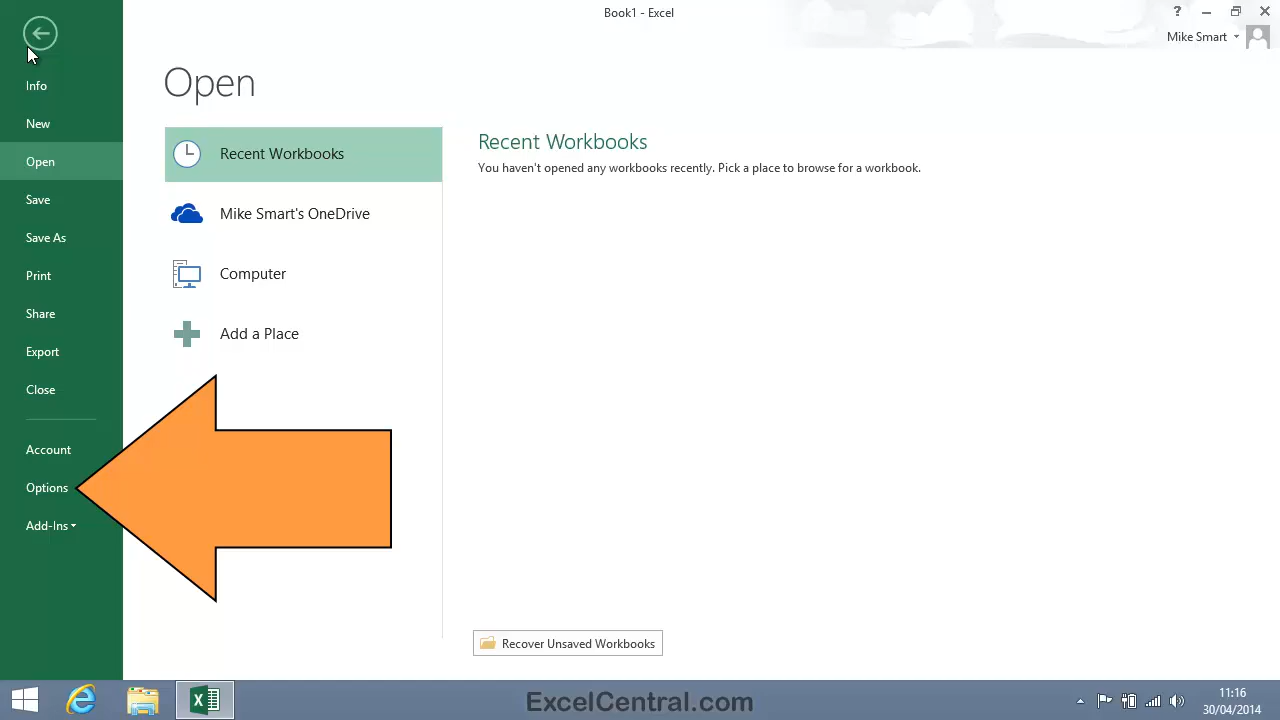 Book1 - Excel
?
Mike Smart
Info
New
Open
Save
Save As
Print
Share
Export
Close
Account
Options
Add-Ins
Open
Recent Workbooks
Mike Smart's OneDrive
Computer
Add a Place
Recent Workbooks
You haven't opened any workbooks recently. Pick a place to browse for a workbook.
Recover Unsaved Workbooks
ExcelCentral.com
11:16
30/04/2014